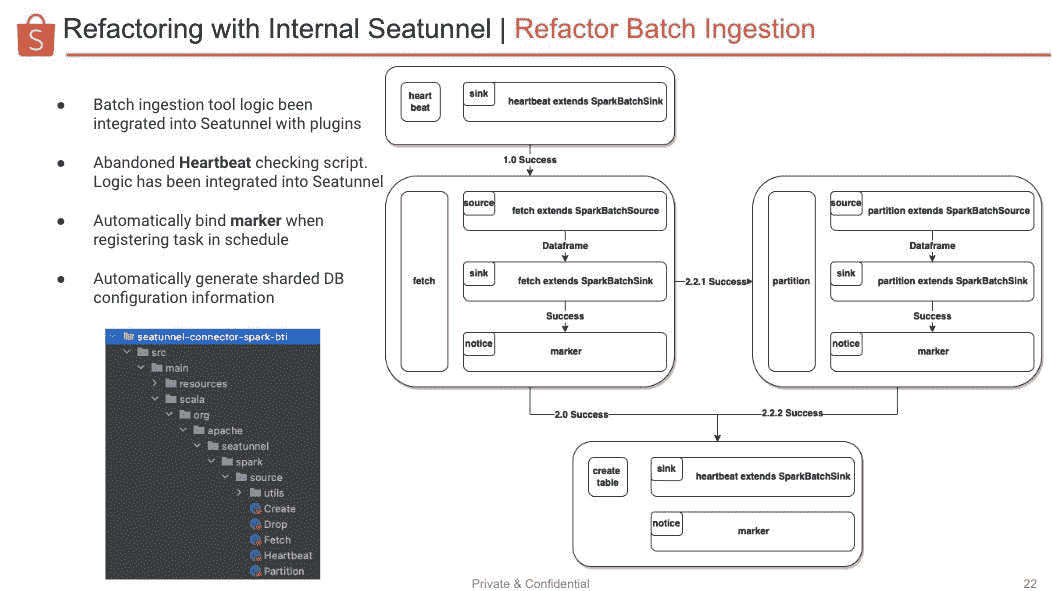 Refactoring with Internal Seatunnel | Refactor Batch Ingestion
● Batch ingestion tool logic been
integrated into Seatunnel with plugins
● Abandoned Heartbeat checking script.
Logic has been integrated into Seatunnel
● Automatically bind marker when
registering task in schedule
● Automatically generate sharded DB
configuration information
heart
beat
sink
heartbeat extends SparkBatchSink
1.0 Success
fetch
source
fetch extends SparkBatchSource
Dataframe
sink
fetch extends SparkBatchSink
Success
notice
marker
2.2.1 Success
partition
source
partition extends SparkBatchSource
Dataframe
sink
partition extends SparkBatchSink
Success
notice
marker
2.0 Success
2.2.2 Success
create
table
sink
heartbeat extends SparkBatchSink
notice
marker
seatunnel-connector-spark-bti
src
main
resources
scala
org
apache
seatunnel
spark
source
utils
Create
Drop
Fetch
Heartbeat
Partition
Private & Confidential
22